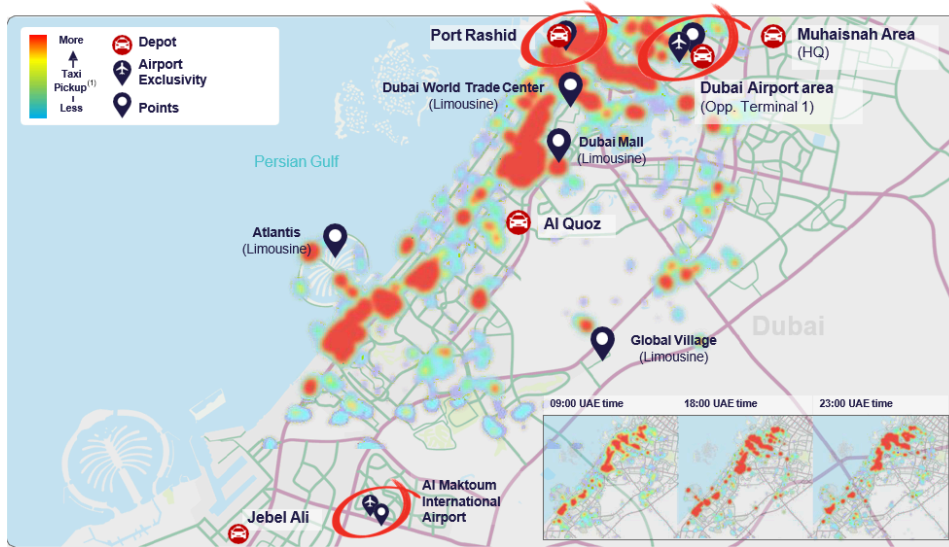 More
Taxi
Pickup(1)
Less
Depot
Airport
Exclusivity
Points
Port Rashid
Muhaisnah Area
(HQ)
Dubai World Trade Center
(Limousine)
Dubai Airport area
(Opp. Terminal 1)
Dubai Mall
(Limousine)
Persian Gulf
Atlantis
(Limousine)
Al Quoz
Dubai
Global Village
(Limousine)
09:00 UAE time
18:00 UAE time
23:00 UAE time
Al Maktoum
International
Airport
Jebel Ali